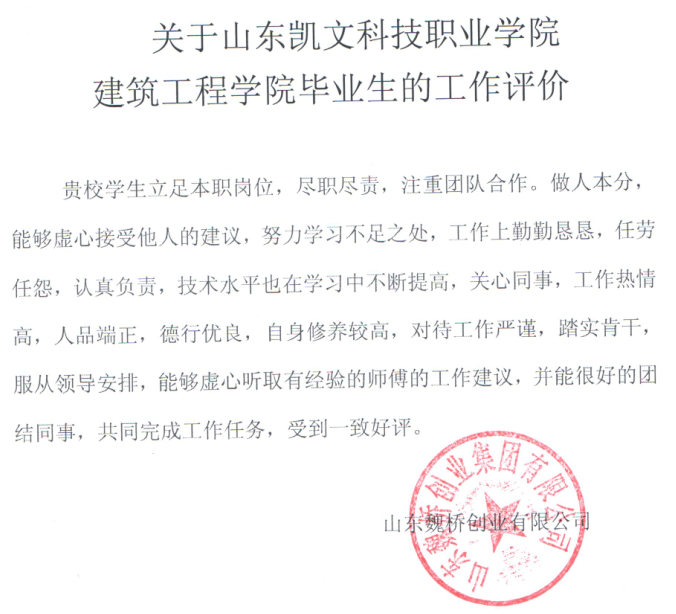 关于山东凯文科技职业学院
建筑工程学院毕业生的工作评价
贵校学生立足本职岗位，尽职尽责，注重团队合作。做人本分，
能够虚心接受他人的建议，努力学习不足之处，工作上勤勤恳恳，任劳
任怨，认真负责，技术水平也在学习中不断提高，关心同事，工作热情
高，人品端正，德行优良，自身修养较高，对待工作严谨，踏实肯干，
服从领导安排，能够虚心听取有经验的师傅的工作建议，并能很好的团
结同事，共同完成工作任务，受到一致好评。
山东魏桥创业集团有限公司
山东魏桥创业有限公司